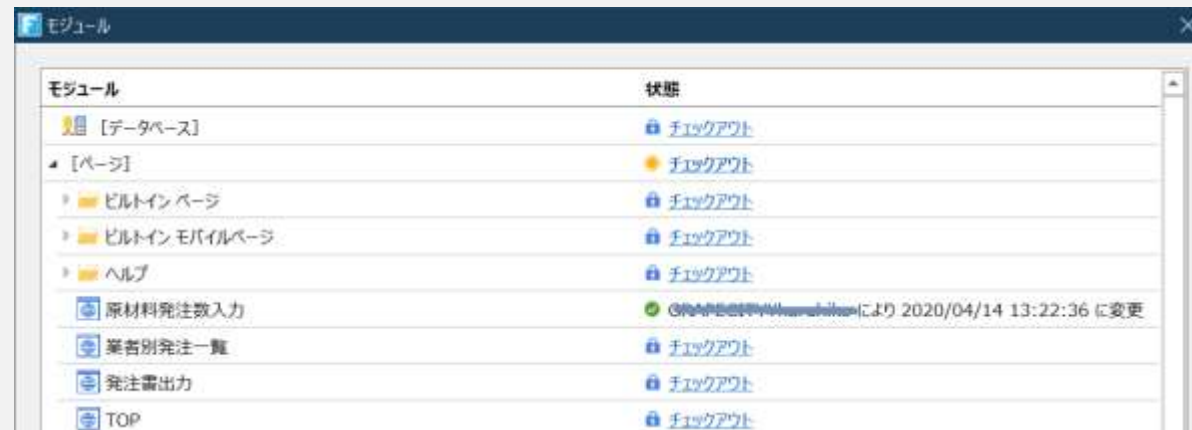 モジュール
モジュール 状態
[データベース] チェックアウト
[ページ] チェックアウト
ビルトイン ページ チェックアウト
ビルトイン モバイルページ チェックアウト
ヘルプ チェックアウト
原材料発注数入力 により 2020/04/14 13:22:36 に変更
業者別発注一覧 チェックアウト
発注書出力 チェックアウト
TOP チェックアウト